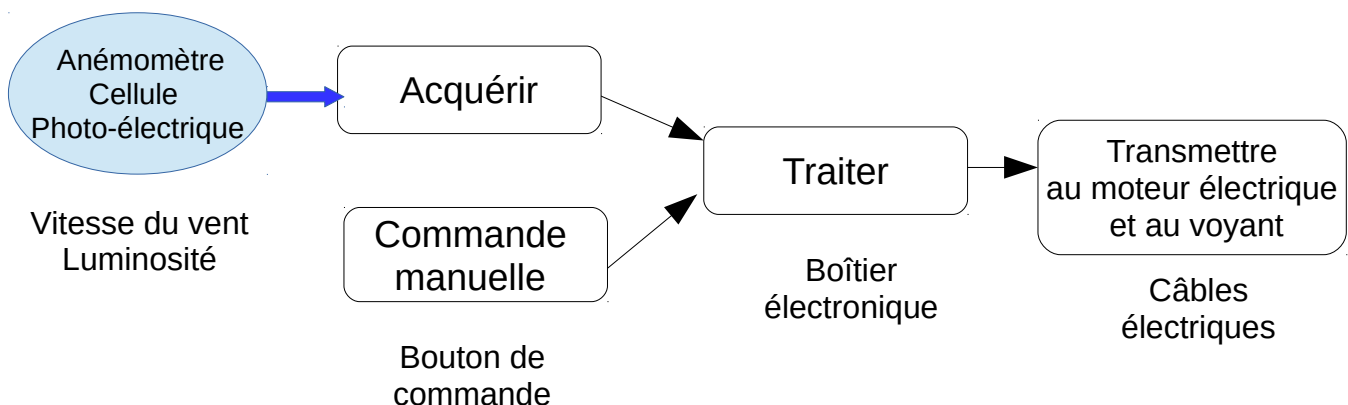 Anémomètre
Cellule
Photo-électrique
Vitesse du vent
Luminosité
Acquérir
Commande
manuelle
Bouton de
commande
Traiter
Boîtier
électronique
Transmettre
au moteur électrique
et au voyant
Câbles
électriques